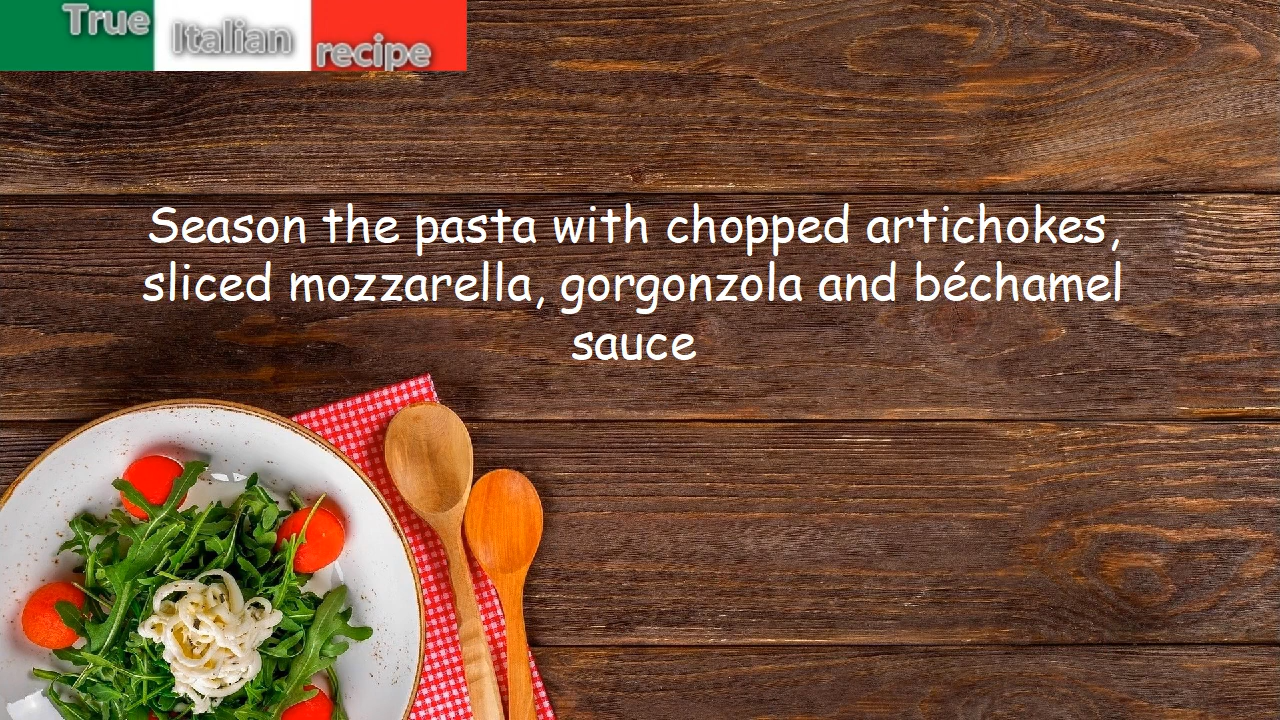 True Italian recipe
Season the pasta with chopped artichokes,
sliced mozzarella, gorgonzola and béchamel
sauce